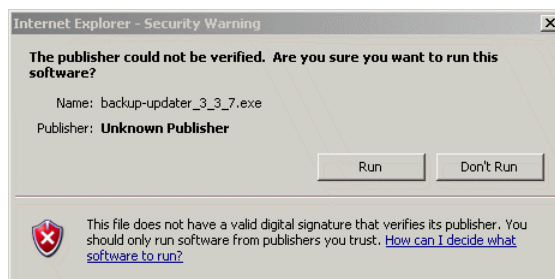 Internet Explorer - Security Warning
The publisher could not be verified.  Are you sure you want to run this
software?
Name: backup-updater_3_3_7.exe
Publisher: Unknown Publisher
Run Don't Run
This file does not have a valid digital signature that verifies its publisher. You
should only run software from publishers you trust. How can I decide what
software to run?